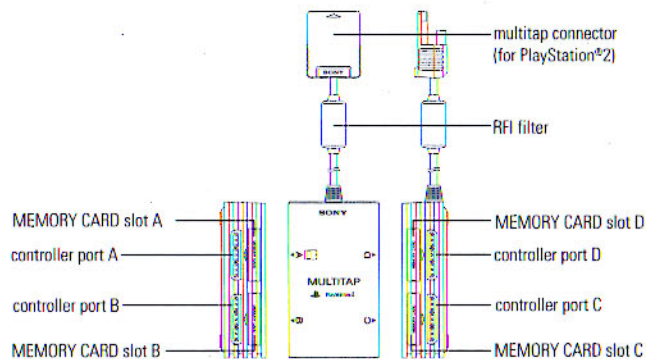 multitap connector
(for PlayStation®2)
SONY
RFI filter
SONY
MEMORY CARD slot A
MEMORY CARD slot D
controller port A
A
D
controller port D
MULTITAP
controller port B
controller port C
B
C
MEMORY CARD slot B
MEMORY CARD slot C